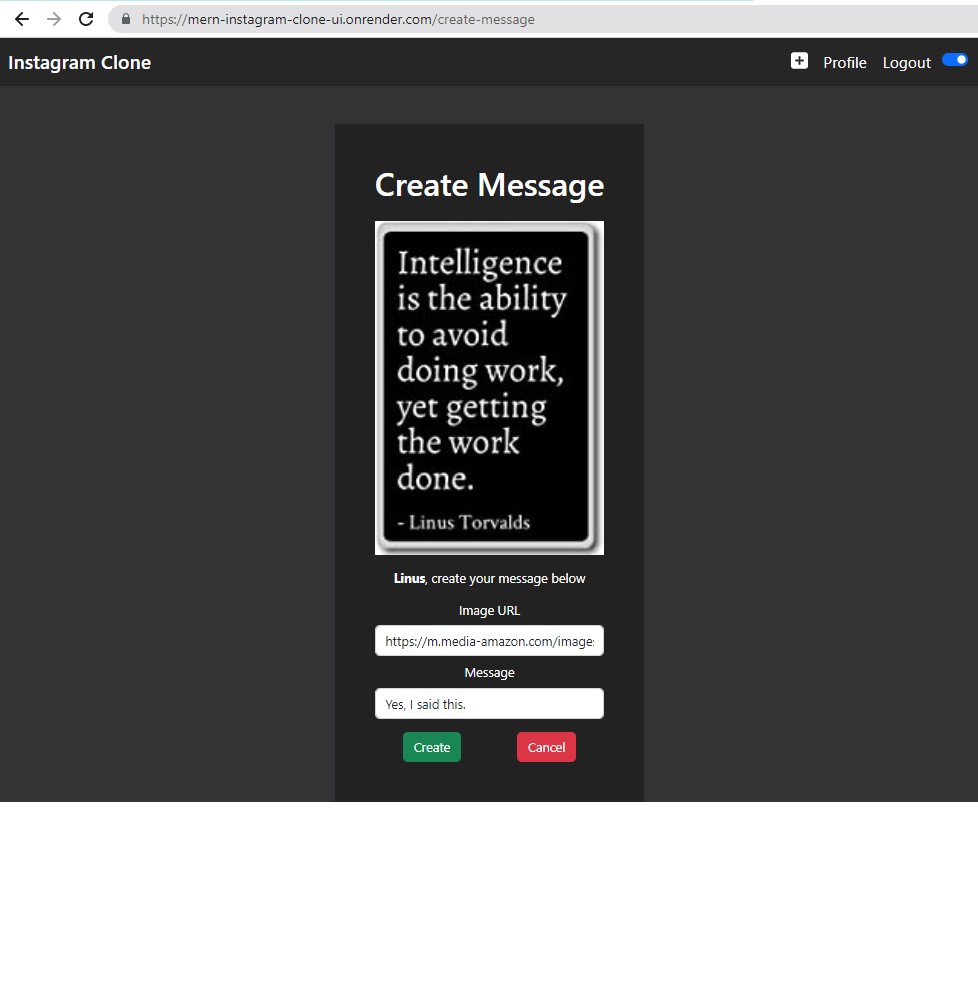 https://mern-instagram-clone-ui.onrender.com/create-message
Instagram Clone
Profile Logout
Create Message
Intelligence
is the ability
to avoid
doing work,
yet getting
the work
done.
- Linus Torvalds
Linus, create your message below
Image URL
https://m.media-amazon.com/images
Message
Yes, I said this.
Create Cancel